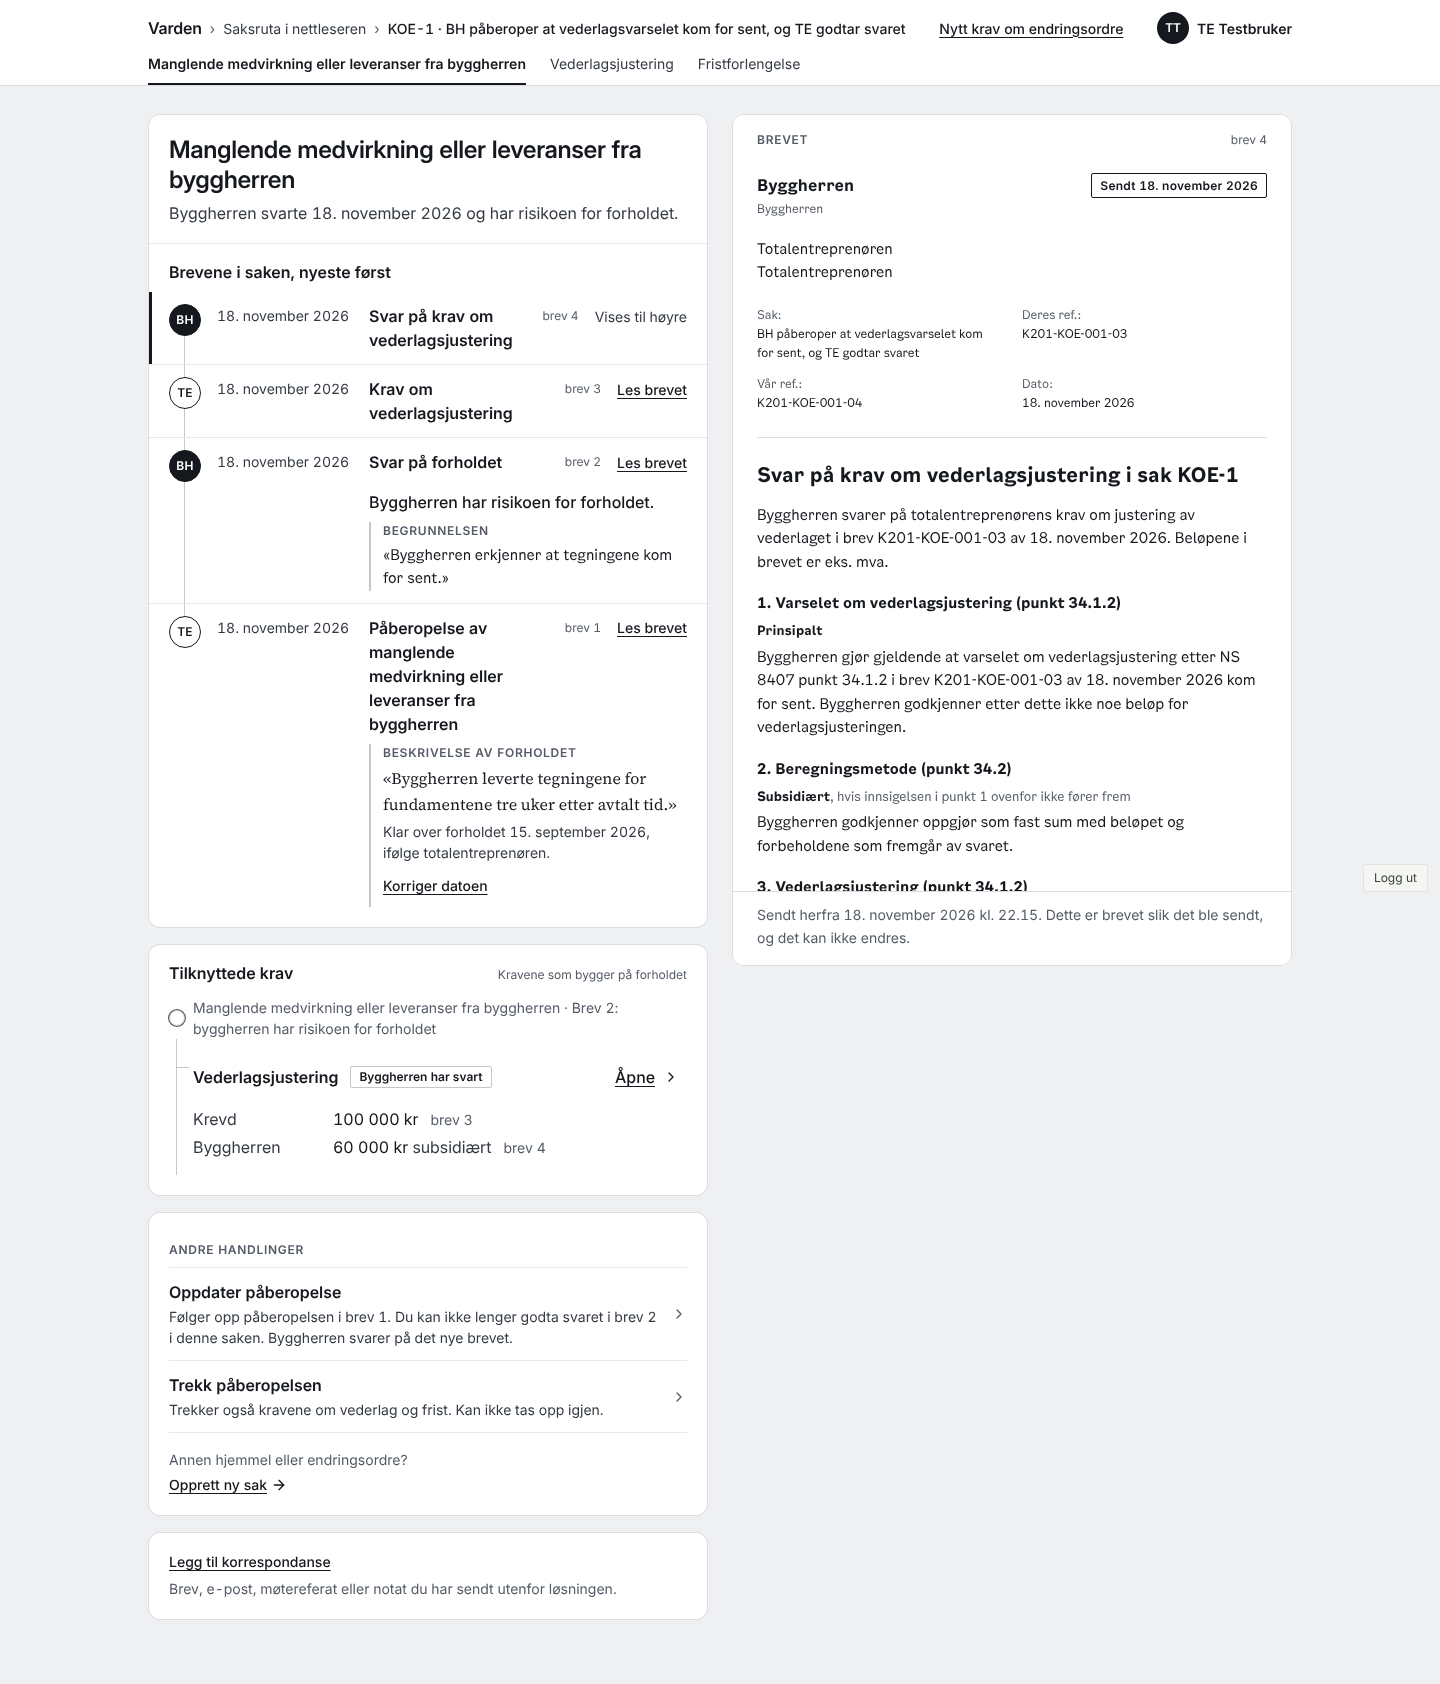 Varden › Saksruta i nettleseren › KOE-1 · BH påberoper at vederlagsvarselet kom for sent, og TE godtar svaret
Nytt krav om endringsordre
TT TE Testbruker
Manglende medvirkning eller leveranser fra byggherren
Vederlagsjustering
Fristforlengelse
Manglende medvirkning eller leveranser fra
byggherren
Byggherren svarte 18. november 2026 og har risikoen for forholdet.
Brevene i saken, nyeste først
BH 18. november 2026 Svar på krav om brev 4 Vises til høyre
vederlagsjustering
TE 18. november 2026 Krav om brev 3 Les brevet
vederlagsjustering
BH 18. november 2026 Svar på forholdet brev 2 Les brevet
Byggherren har risikoen for forholdet.
BEGRUNNELSEN
«Byggherren erkjenner at tegningene kom
for sent.»
TE 18. november 2026 Påberopelse av brev 1 Les brevet
manglende
medvirkning eller
leveranser fra
byggherren
BESKRIVELSE AV FORHOLDET
«Byggherren leverte tegningene for
fundamentene tre uker etter avtalt tid.»
Klar over forholdet 15. september 2026,
ifølge totalentreprenøren.
Korriger datoen
Tilknyttede krav
Kravene som bygger på forholdet
Manglende medvirkning eller leveranser fra byggherren · Brev 2:
byggherren har risikoen for forholdet
Vederlagsjustering Byggherren har svart Åpne
Krevd 100 000 kr brev 3
Byggherren 60 000 kr subsidiært brev 4
ANDRE HANDLINGER
Oppdater påberopelse
Følger opp påberopelsen i brev 1. Du kan ikke lenger godta svaret i brev 2
i denne saken. Byggherren svarer på det nye brevet.
Trekk påberopelsen
Trekker også kravene om vederlag og frist. Kan ikke tas opp igjen.
Annen hjemmel eller endringsordre?
Opprett ny sak →
Legg til korrespondanse
Brev, e-post, møtereferat eller notat du har sendt utenfor løsningen.
BREVET brev 4
Byggherren Sendt 18. november 2026
Byggherren
Totalentreprenøren
Totalentreprenøren
Sak: Deres ref.:
BH påberoper at vederlagsvarselet kom K201-KOE-001-03
for sent, og TE godtar svaret
Vår ref.: Dato:
K201-KOE-001-04 18. november 2026
Svar på krav om vederlagsjustering i sak KOE-1
Byggherren svarer på totalentreprenørens krav om justering av
vederlaget i brev K201-KOE-001-03 av 18. november 2026. Beløpene i
brevet er eks. mva.
1. Varselet om vederlagsjustering (punkt 34.1.2)
Prinsipalt
Byggherren gjør gjeldende at varselet om vederlagsjustering etter NS
8407 punkt 34.1.2 i brev K201-KOE-001-03 av 18. november 2026 kom
for sent. Byggherren godkjenner etter dette ikke noe beløp for
vederlagsjusteringen.
2. Beregningsmetode (punkt 34.2)
Subsidiært, hvis innsigelsen i punkt 1 ovenfor ikke fører frem
Byggherren godkjenner oppgjør som fast sum med beløpet og
forbeholdene som fremgår av svaret.
3. Vederlagsjustering (punkt 34.1.2)
Sendt herfra 18. november 2026 kl. 22.15. Dette er brevet slik det ble sendt,
og det kan ikke endres.
Logg ut